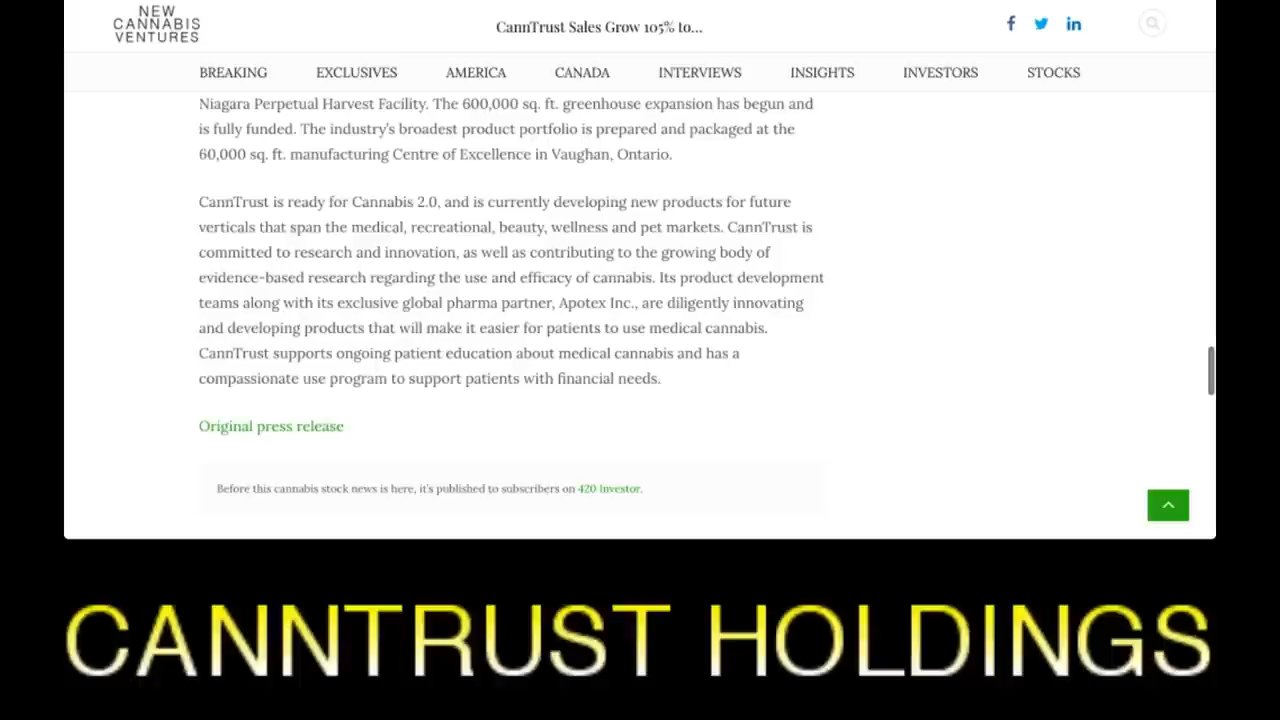 NEW
CANNABIS
VENTURES
CannTrust Sales Grow 105% to...
BREAKING EXCLUSIVES AMERICA CANADA INTERVIEWS INSIGHTS INVESTORS STOCKS
Niagara Perpetual Harvest Facility. The 600,000 sq. ft. greenhouse expansion has begun and
is fully funded. The industry's broadest product portfolio is prepared and packaged at the
60,000 sq. ft. manufacturing Centre of Excellence in Vaughan, Ontario.
CannTrust is ready for Cannabis 2.0, and is currently developing new products for future
verticals that span the medical, recreational, beauty, wellness and pet markets. CannTrust is
committed to research and innovation, as well as contributing to the growing body of
evidence-based research regarding the use and efficacy of cannabis. Its product development
teams along with its exclusive global pharma partner, Apotex Inc., are diligently innovating
and developing products that will make it easier for patients to use medical cannabis.
CannTrust supports ongoing patient education about medical cannabis and has a
compassionate use program to support patients with financial needs.
Original press release
Before this cannabis stock news is here, it's published to subscribers on 420 Investor.
CANNTRUST HOLDINGS